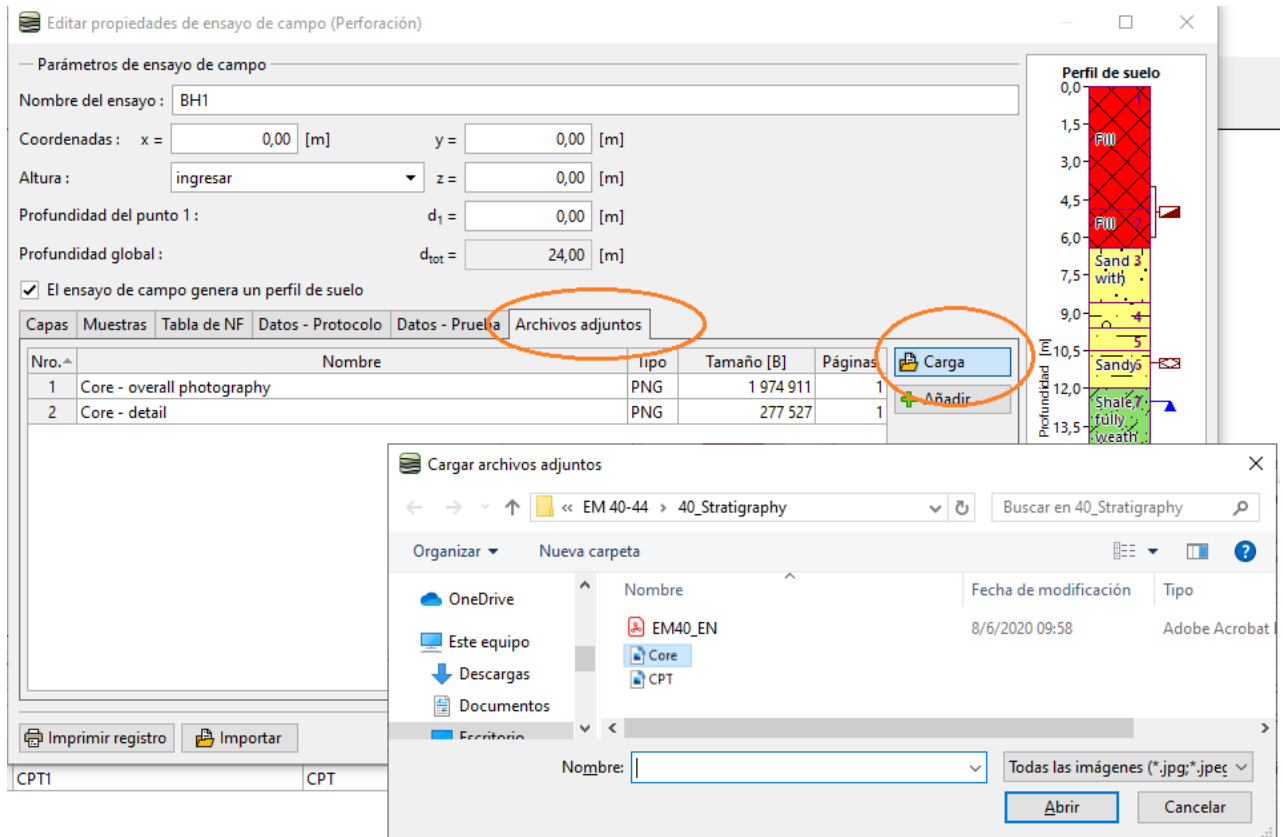 Editar propiedades de ensayo de campo (Perforación)
Parámetros de ensayo de campo
Nombre del ensayo : BH1
Coordenadas : x = 0,00 [m] y = 0,00 [m]
Altura : ingresar z = 0,00 [m]
Profundidad del punto 1 : d1 = 0,00 [m]
Profundidad global : dtot = 24,00 [m]
El ensayo de campo genera un perfil de suelo
Capas Muestras Tabla de NF Datos - Protocolo Datos - Prueba Archivos adjuntos
Nro. Nombre Tipo Tamaño [B] Páginas
1 Core - overall photography PNG 1 974 911 1
2 Core - detail PNG 277 527 1
Carga
Añadir
Imprimir registro Importar
CPT1 CPT
Perfil de suelo
0,0
1
1,5
Fill
3,0
4,5
Fill 2
6,0
Sand 3
7,5 with
9,0 4
5
10,5
Sandy 6
12,0
Shale, 7
fully
13,5
weath
Profundidad [m]
Cargar archivos adjuntos
« EM 40-44 › 40_Stratigraphy
Buscar en 40_Stratigraphy
Organizar Nueva carpeta
?
OneDrive
Este equipo
Descargas
Documentos
Escritorio
Nombre Fecha de modificación Tipo
EM40_EN 8/6/2020 09:58 Adobe Acrobat
Core
CPT
Nombre: Todas las imágenes (*.jpg;*.jpeg
Abrir Cancelar